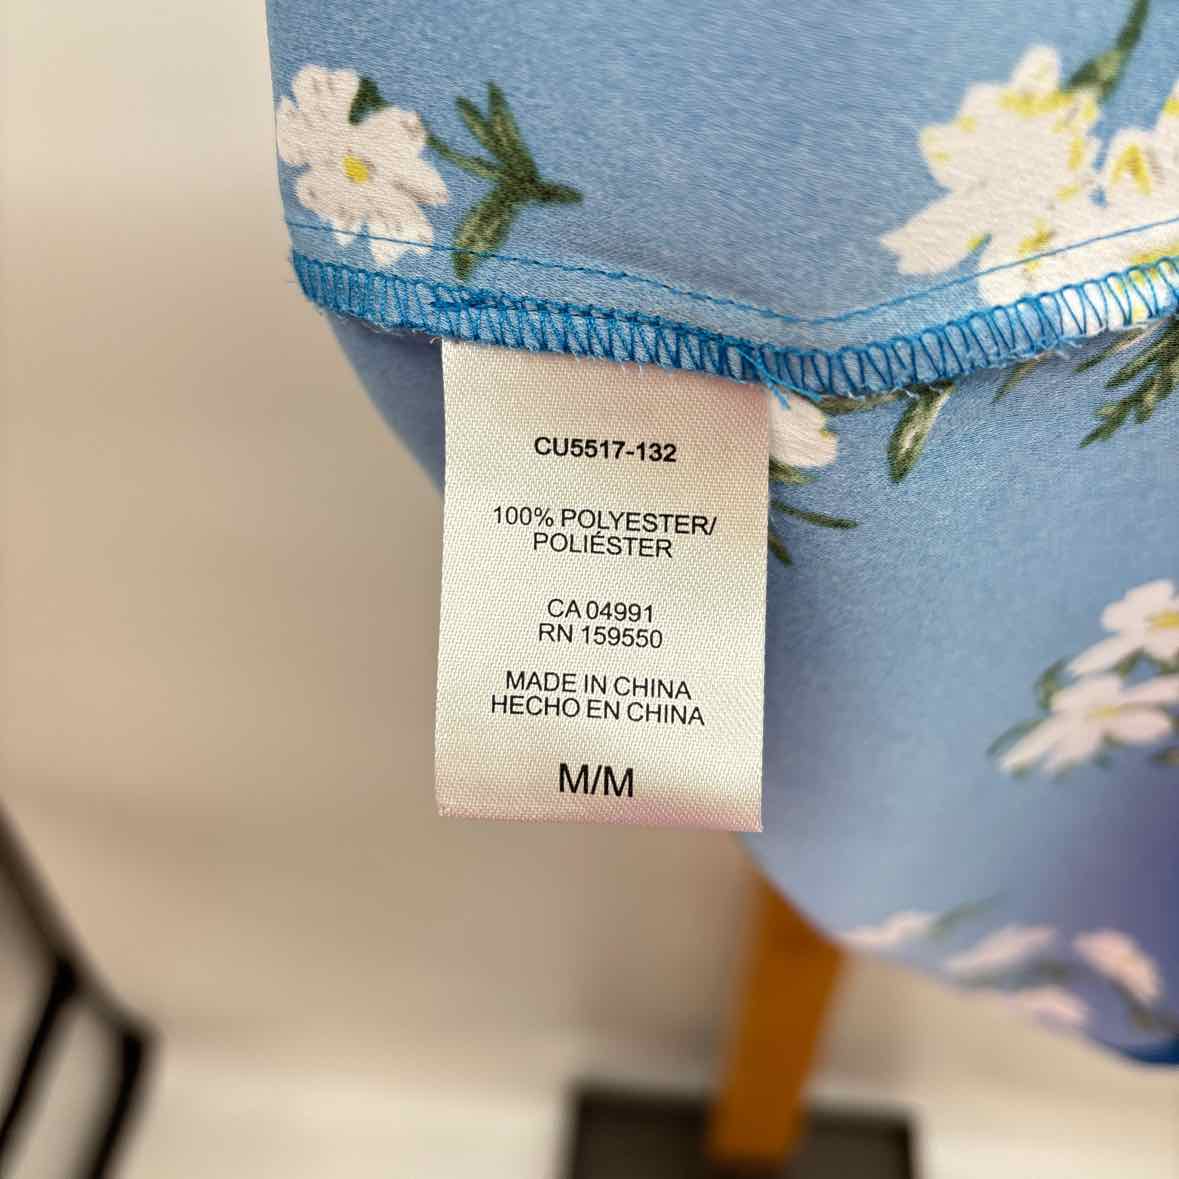 CU5517-132
100% POLYESTER/
POLIÉSTER
CA 04991
RN 159550
MADE IN CHINA
HECHO EN CHINA
M/M